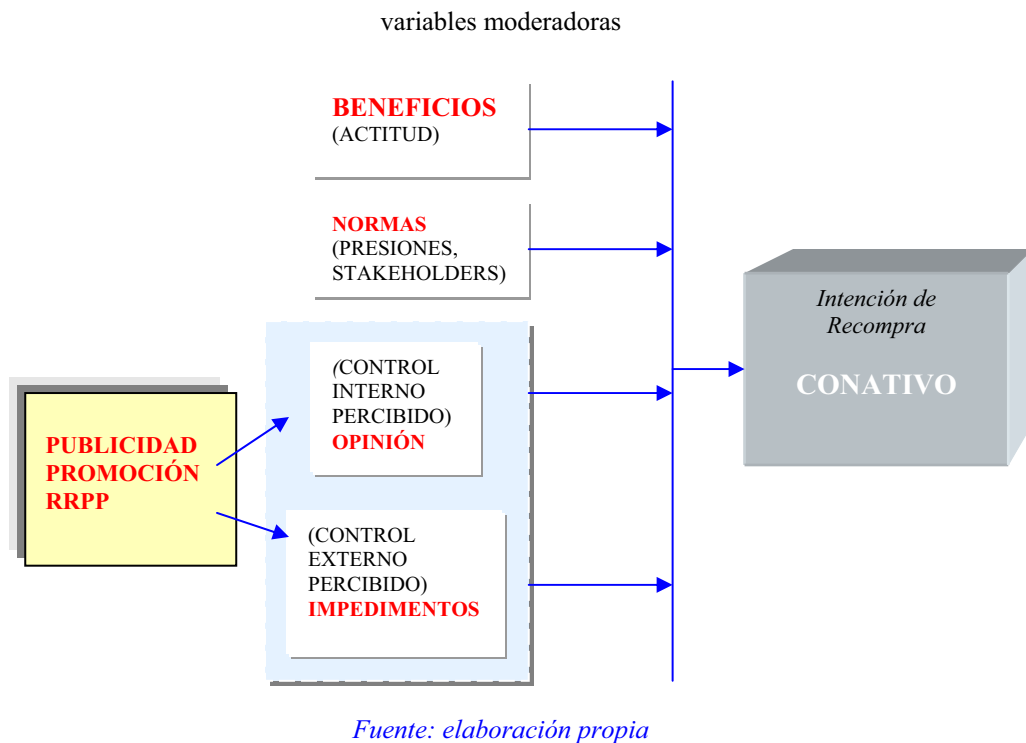 variables moderadoras
BENEFICIOS
(ACTITUD)
NORMAS
(PRESIONES,
STAKEHOLDERS)
(CONTROL
INTERNO
PERCIBIDO)
OPINIÓN
PUBLICIDAD
PROMOCIÓN
RRPP
(CONTROL
EXTERNO
PERCIBIDO)
IMPEDIMENTOS
Intención de
Recompra
CONATIVO
Fuente: elaboración propia